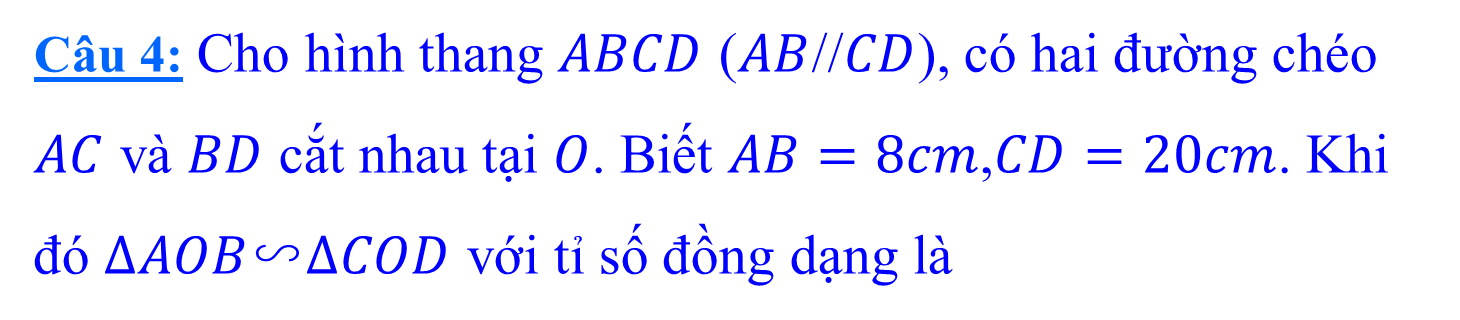 Câu 4: Cho hình thang ABCD (AB//CD), có hai đường chéo
AC và BD cắt nhau tại O. Biết AB = 8cm,CD = 20cm. Khi
đó ΔAOB∽ΔCOD với tỉ số đồng dạng là